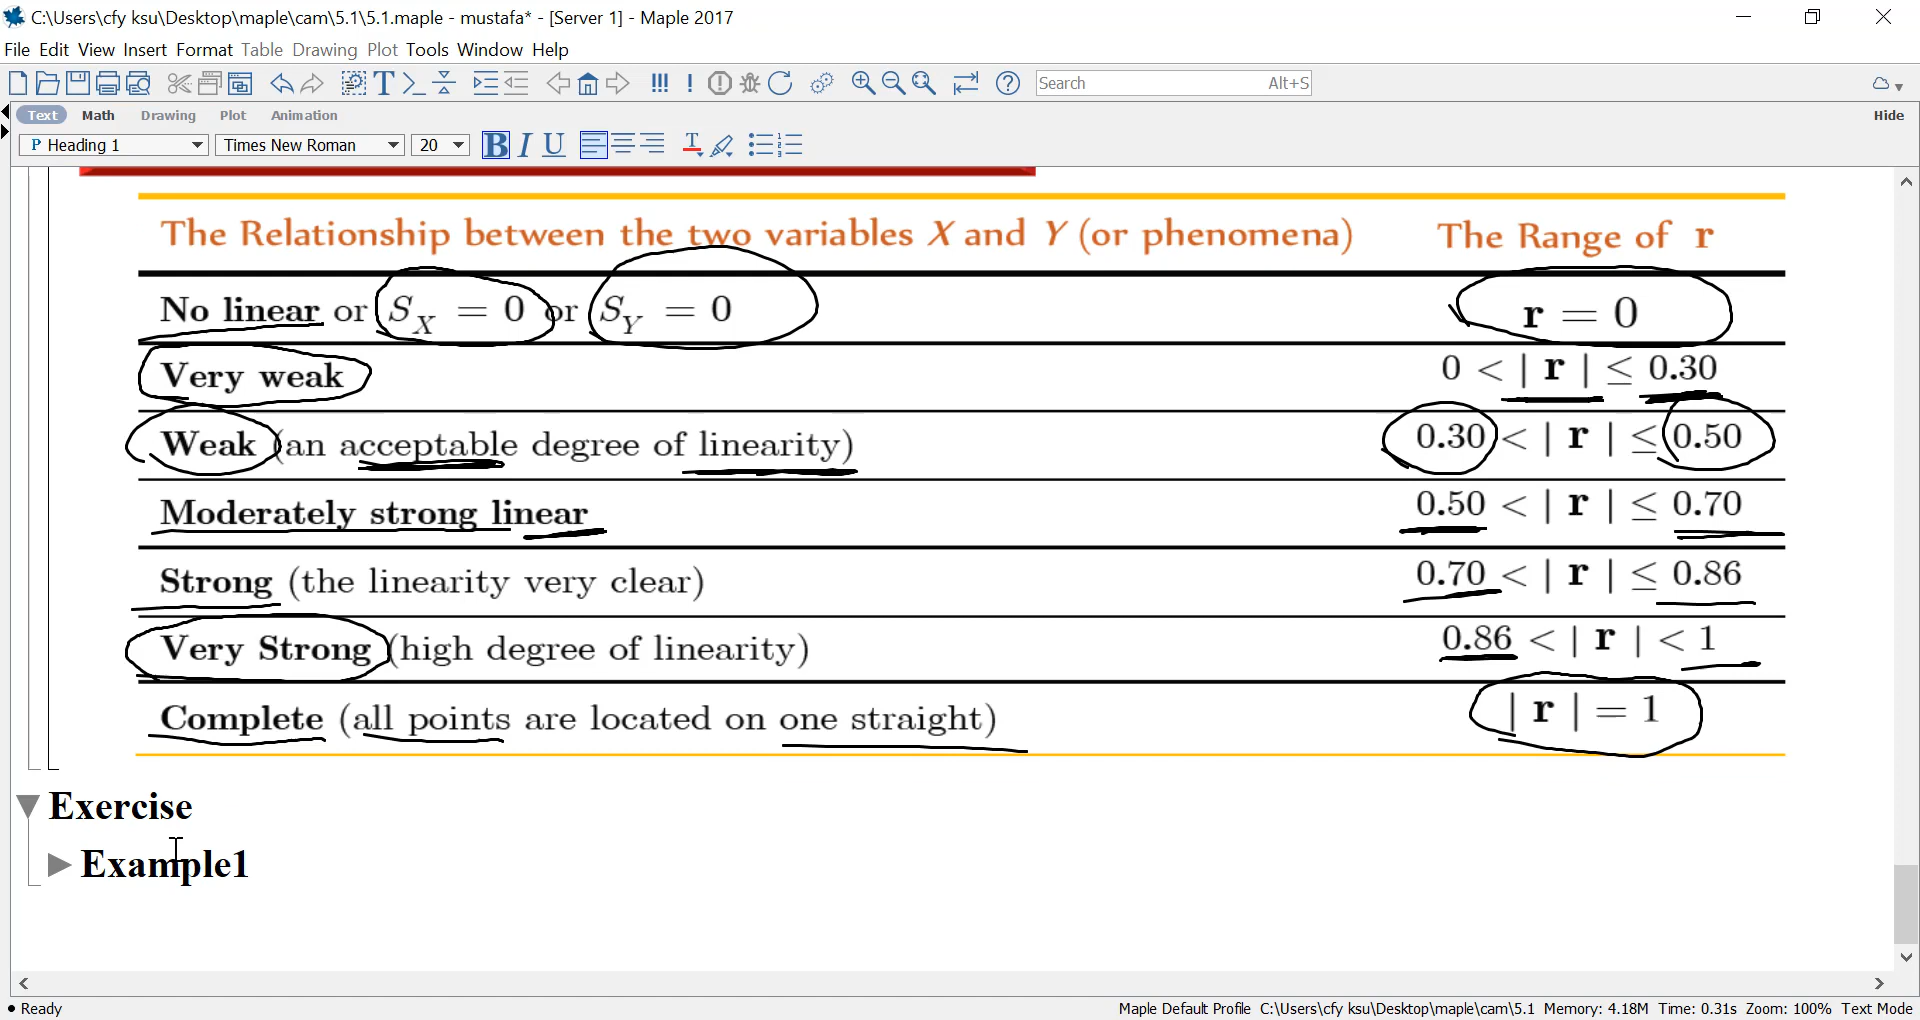 C:\Users\cfy ksu\Desktop\maple\cam\5.1\5.1.maple - mustafa* - [Server 1] - Maple 2017
File Edit View Insert Format Table Drawing Plot Tools Window Help
Search Alt+S
Text Math Drawing Plot Animation Hide
P Heading 1 Times New Roman 20 B I U
The Relationship between the two variables X and Y (or phenomena) The Range of r
No linear or S_X = 0 or S_Y = 0 r = 0
Very weak 0 < | r | ≤ 0.30
Weak (an acceptable degree of linearity) 0.30 < | r | ≤ 0.50
Moderately strong linear 0.50 < | r | ≤ 0.70
Strong (the linearity very clear) 0.70 < | r | ≤ 0.86
Very Strong (high degree of linearity) 0.86 < | r | < 1
Complete (all points are located on one straight) | r | = 1
Exercise
Example1
Ready Maple Default Profile C:\Users\cfy ksu\Desktop\maple\cam\5.1 Memory: 4.18M Time: 0.31s Zoom: 100% Text Mode